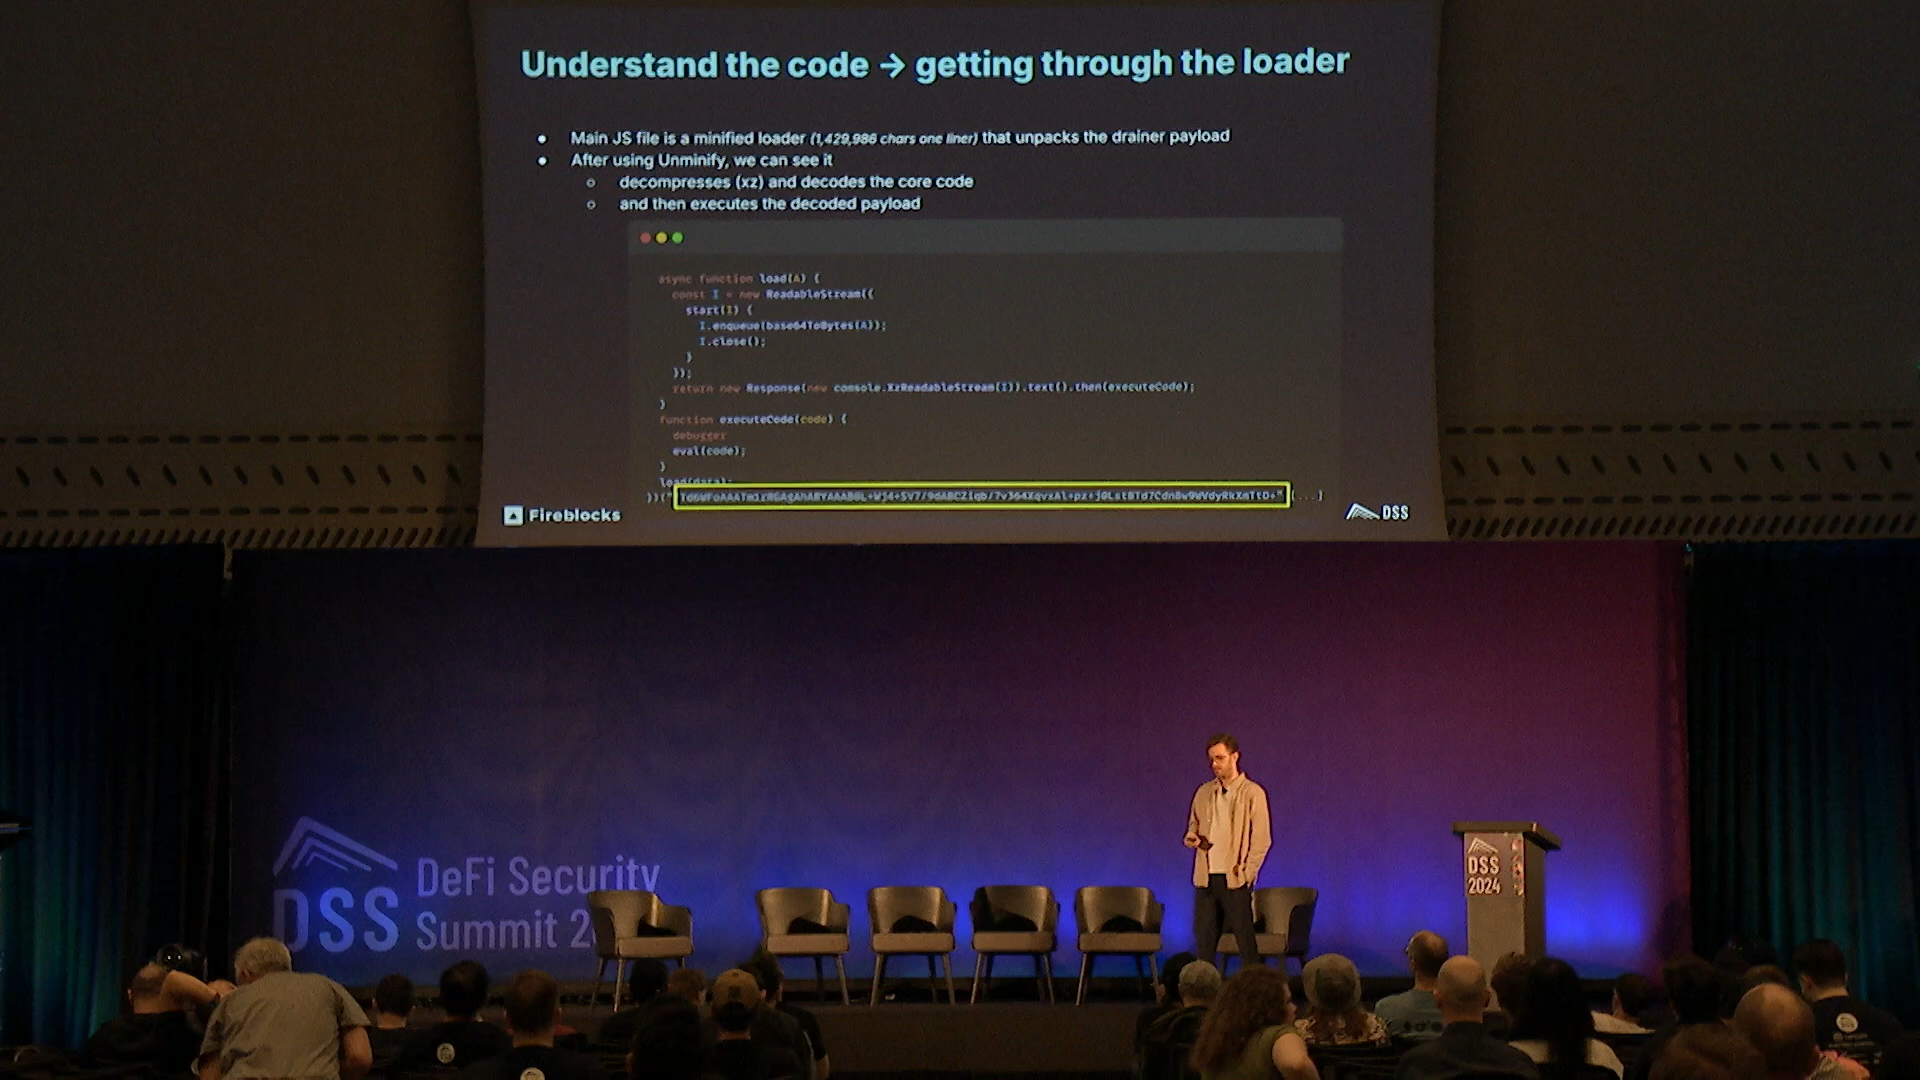 Understand the code → getting through the loader
● Main JS file is a minified loader (1,429,986 chars one liner) that unpacks the drainer payload
● After using Unminify, we can see it
○ decompresses (xz) and decodes the core code
○ and then executes the decoded payload
async function load(A) {
const I = new ReadableStream({
start(I) {
I.enqueue(base64ToBytes(A));
I.close();
}
});
return new Response(new console.XzReadableStream(I)).text().then(executeCode);
}
function executeCode(code) {
debugger
eval(code);
}
load(data);
[...]
Fireblocks
DSS
DSS
2024
DSS
DeFi Security
Summit